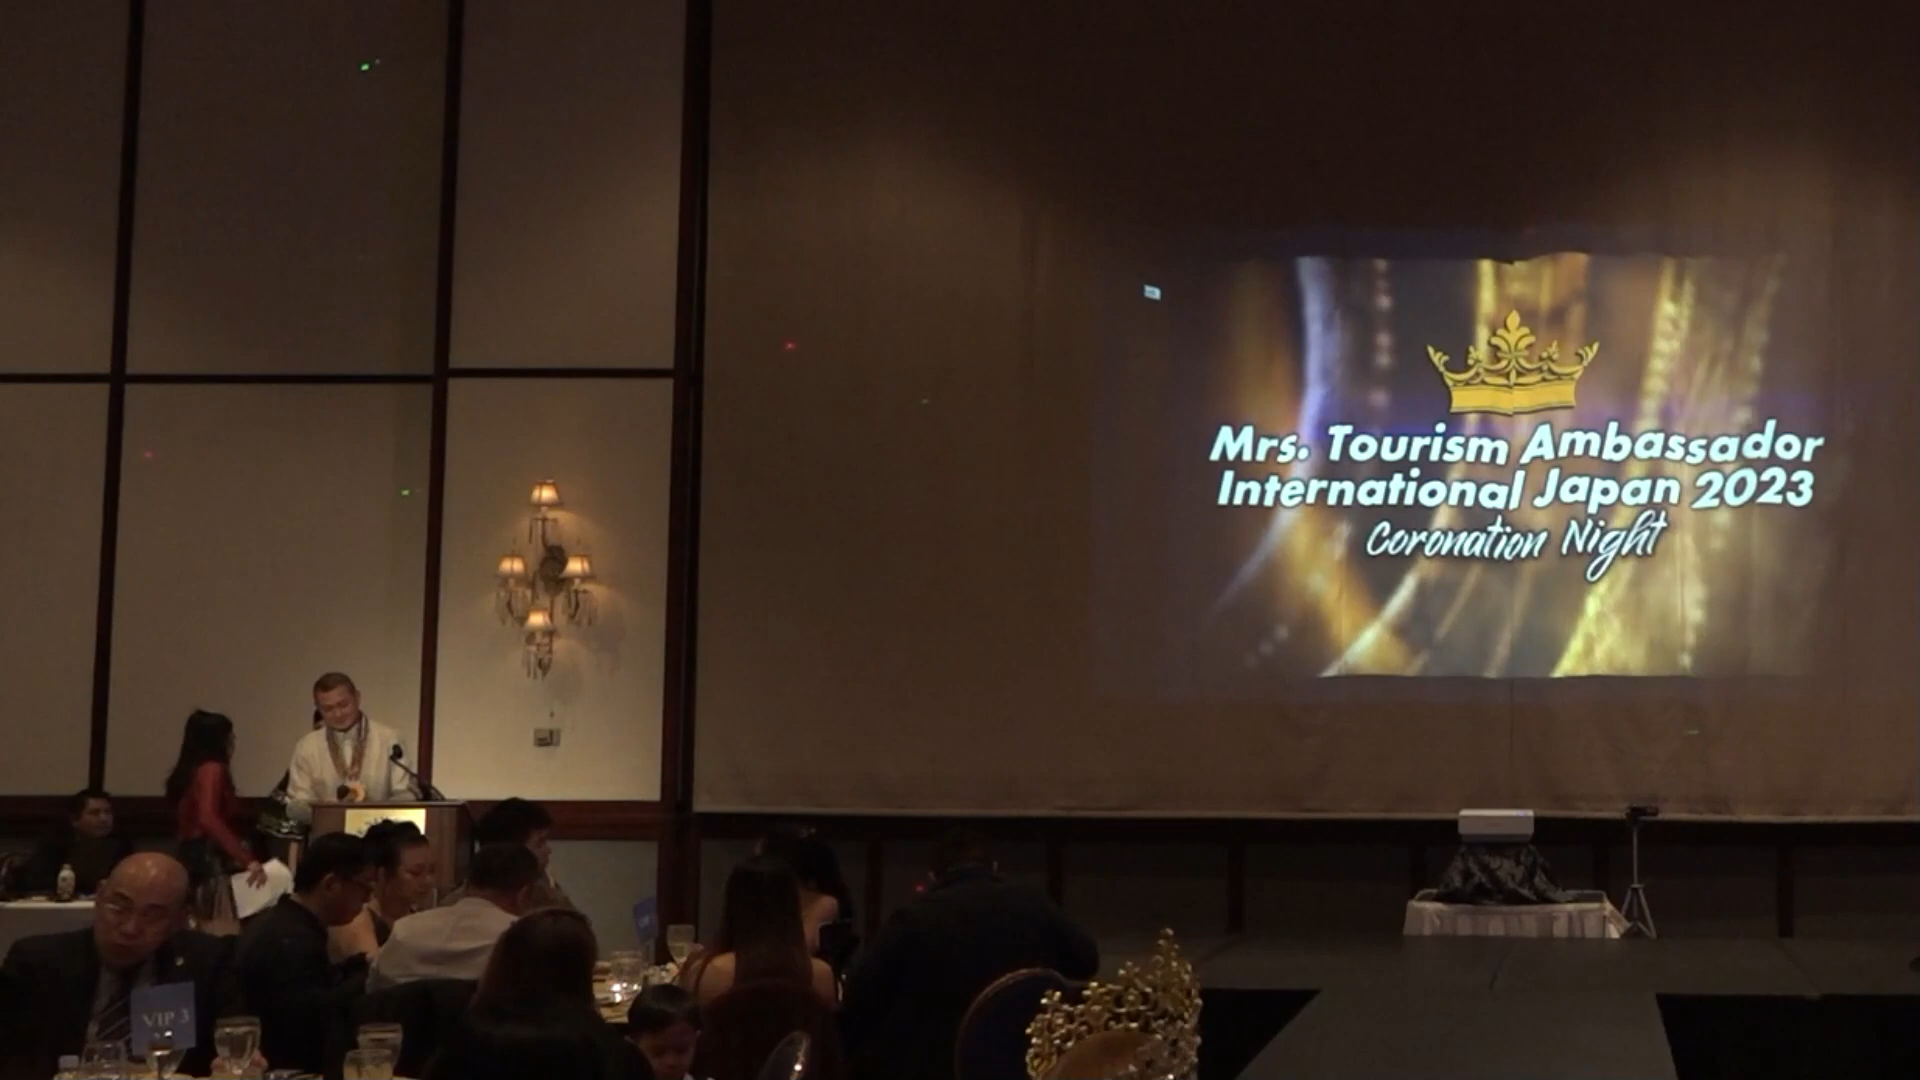 Mrs. Tourism Ambassador
International Japan 2023
Coronation Night
VIP 3